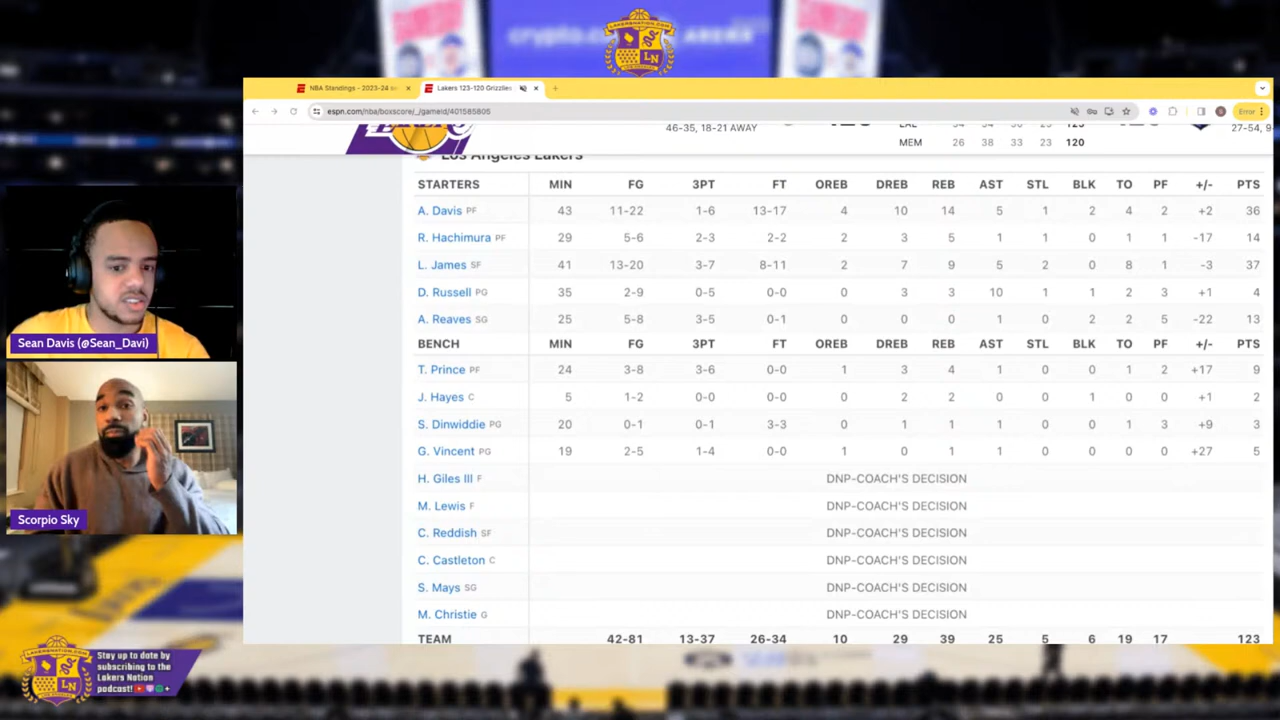 crypto.com ARENA
LAKERSNATION.COM
LN
NBA Standings - 2023-24 se
Lakers 123-120 Grizzlies
espn.com/nba/boxscore/_/gameId/401585805
S
Error
46-35, 18-21 AWAY
27-54, 9-
MEM 26 38 33 23 120
Los Angeles Lakers
STARTERS MIN FG 3PT FT OREB DREB REB AST STL BLK TO PF +/- PTS
A. Davis PF 43 11-22 1-6 13-17 4 10 14 5 1 2 4 2 +2 36
R. Hachimura PF 29 5-6 2-3 2-2 2 3 5 1 1 0 1 1 -17 14
L. James SF 41 13-20 3-7 8-11 2 7 9 5 2 0 8 1 -3 37
D. Russell PG 35 2-9 0-5 0-0 0 3 3 10 1 1 2 3 +1 4
A. Reaves SG 25 5-8 3-5 0-1 0 0 0 1 0 2 2 5 -22 13
BENCH MIN FG 3PT FT OREB DREB REB AST STL BLK TO PF +/- PTS
T. Prince PF 24 3-8 3-6 0-0 1 3 4 1 0 0 1 2 +17 9
J. Hayes C 5 1-2 0-0 0-0 0 2 2 0 0 1 0 0 +1 2
S. Dinwiddie PG 20 0-1 0-1 3-3 0 1 1 1 0 0 1 3 +9 3
G. Vincent PG 19 2-5 1-4 0-0 1 0 1 1 0 0 0 0 +27 5
H. Giles III F DNP-COACH'S DECISION
M. Lewis F DNP-COACH'S DECISION
C. Reddish SF DNP-COACH'S DECISION
C. Castleton C DNP-COACH'S DECISION
S. Mays SG DNP-COACH'S DECISION
M. Christie G DNP-COACH'S DECISION
TEAM 42-81 13-37 26-34 10 29 39 25 5 6 19 17 123
Sean Davis (@Sean_Davi)
Scorpio Sky
LAKERSNATION.COM
LN
Stay up to date by
subscribing to the
Lakers Nation
podcast!